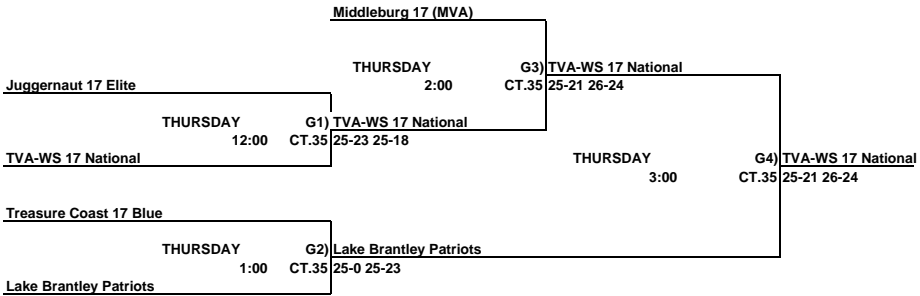 Middleburg 17 (MVA)
THURSDAY G3) TVA-WS 17 National
Juggernaut 17 Elite 2:00 CT.35 25-21 26-24
THURSDAY G1) TVA-WS 17 National
12:00 CT.35 25-23 25-18
TVA-WS 17 National THURSDAY G4) TVA-WS 17 National
3:00 CT.35 25-21 26-24
Treasure Coast 17 Blue
THURSDAY G2) Lake Brantley Patriots
1:00 CT.35 25-0 25-23
Lake Brantley Patriots